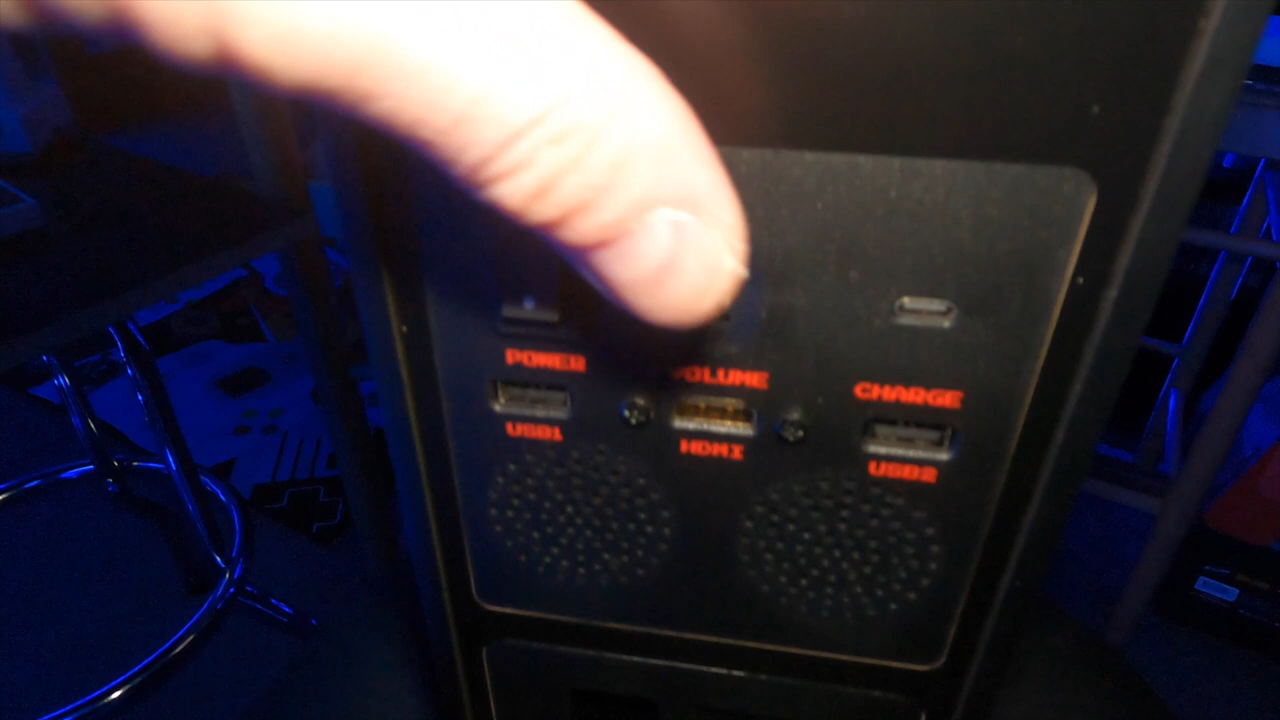 POWER
VOLUME
CHARGE
USB1
HDMI
USB2